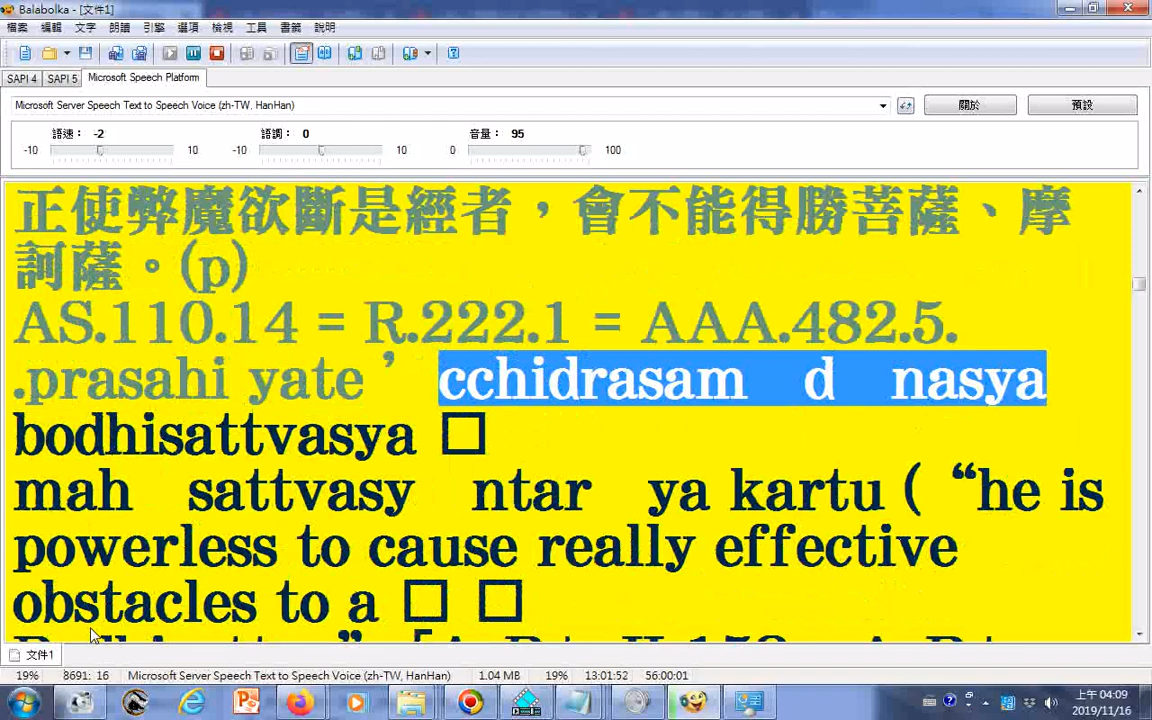 Balabolka - [文件1]
檔案 編輯 文字 朗讀 引擎 選項 檢視 工具 書籤 說明
SAPI 4 SAPI 5 Microsoft Speech Platform
Microsoft Server Speech Text to Speech Voice (zh-TW, HanHan) 關於 預設
語速： -2 語調： 0 音量： 95
-10 10 -10 10 0 100
正使弊魔欲斷是經者，會不能得勝菩薩、摩
訶薩。(p)
AS.110.14 = R.222.1 = AAA.482.5.
.prasahi yate ’ cchidrasam d nasya
bodhisattvasya □
mah sattvasy ntar ya kartu ( “he is
powerless to cause really effective
obstacles to a □ □
文件1
19% 8691: 16 Microsoft Server Speech Text to Speech Voice (zh-TW, HanHan) 1.04 MB 19% 13:01:52 56:00:01
上午 04:09
2019/11/16